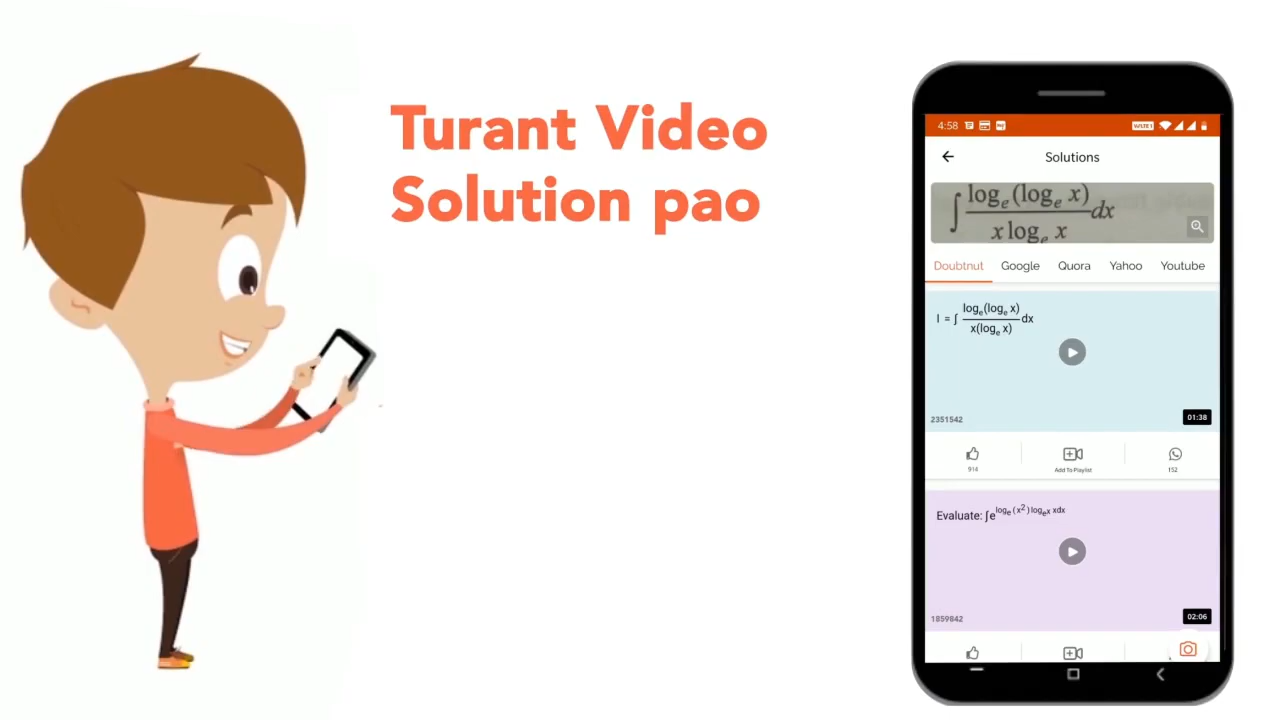 Turant Video
Solution pao
4:58
Solutions
∫ logₑ(logₑ x) / x logₑ x dx
Doubtnut Google Quora Yahoo Youtube
I = ∫ logₑ(logₑ x) / x(logₑ x) dx
2351542 01:38
914 Add To Playlist 152
Evaluate: ∫e^logₑ(x²)logₑx xdx
1859842 02:06